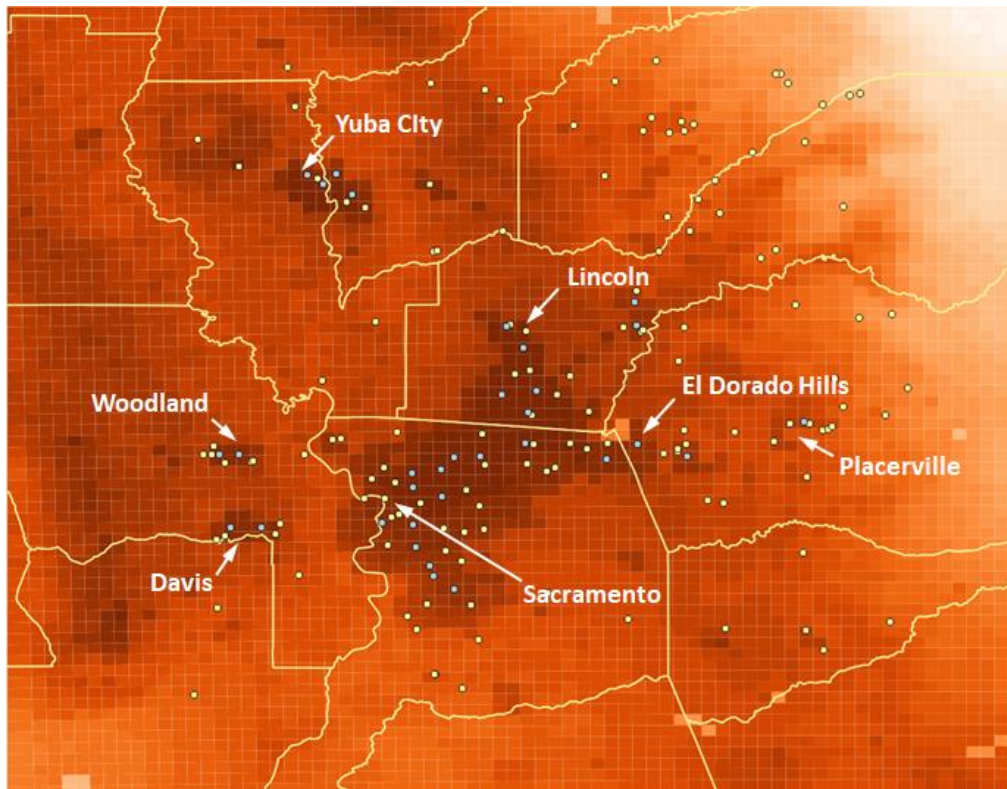 Yuba CIty
Lincoln
Woodland
El Dorado Hills
Placerville
Davis
Sacramento